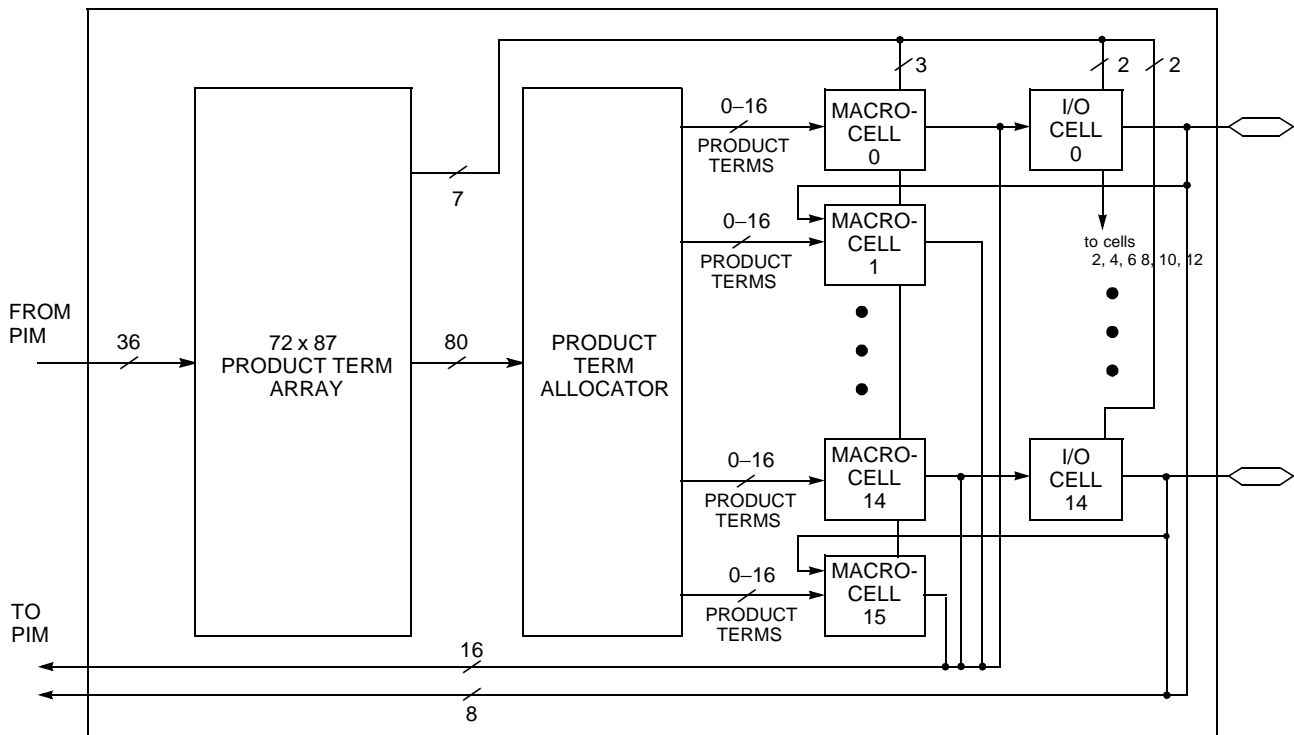 3
2
2
0–16
PRODUCT
TERMS
MACRO-
CELL
0
I/O
CELL
0
7
0–16
PRODUCT
TERMS
MACRO-
CELL
1
to cells
2, 4, 6 8, 10, 12
FROM
PIM
36
72 x 87
PRODUCT TERM
ARRAY
80
PRODUCT
TERM
ALLOCATOR
0–16
PRODUCT
TERMS
MACRO-
CELL
14
I/O
CELL
14
0–16
PRODUCT
TERMS
MACRO-
CELL
15
TO
PIM
16
8